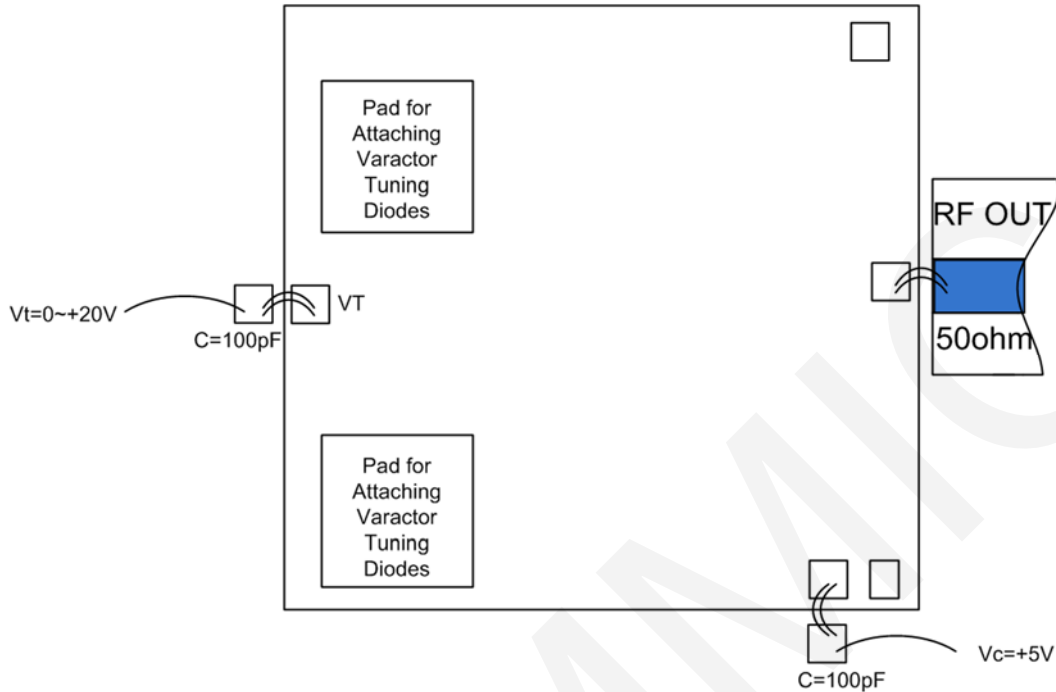 Pad for
Attaching
Varactor
Tuning
Diodes
RF OUT
Vt=0~+20V
VT
C=100pF
50ohm
Pad for
Attaching
Varactor
Tuning
Diodes
Vc=+5V
C=100pF
MMIC